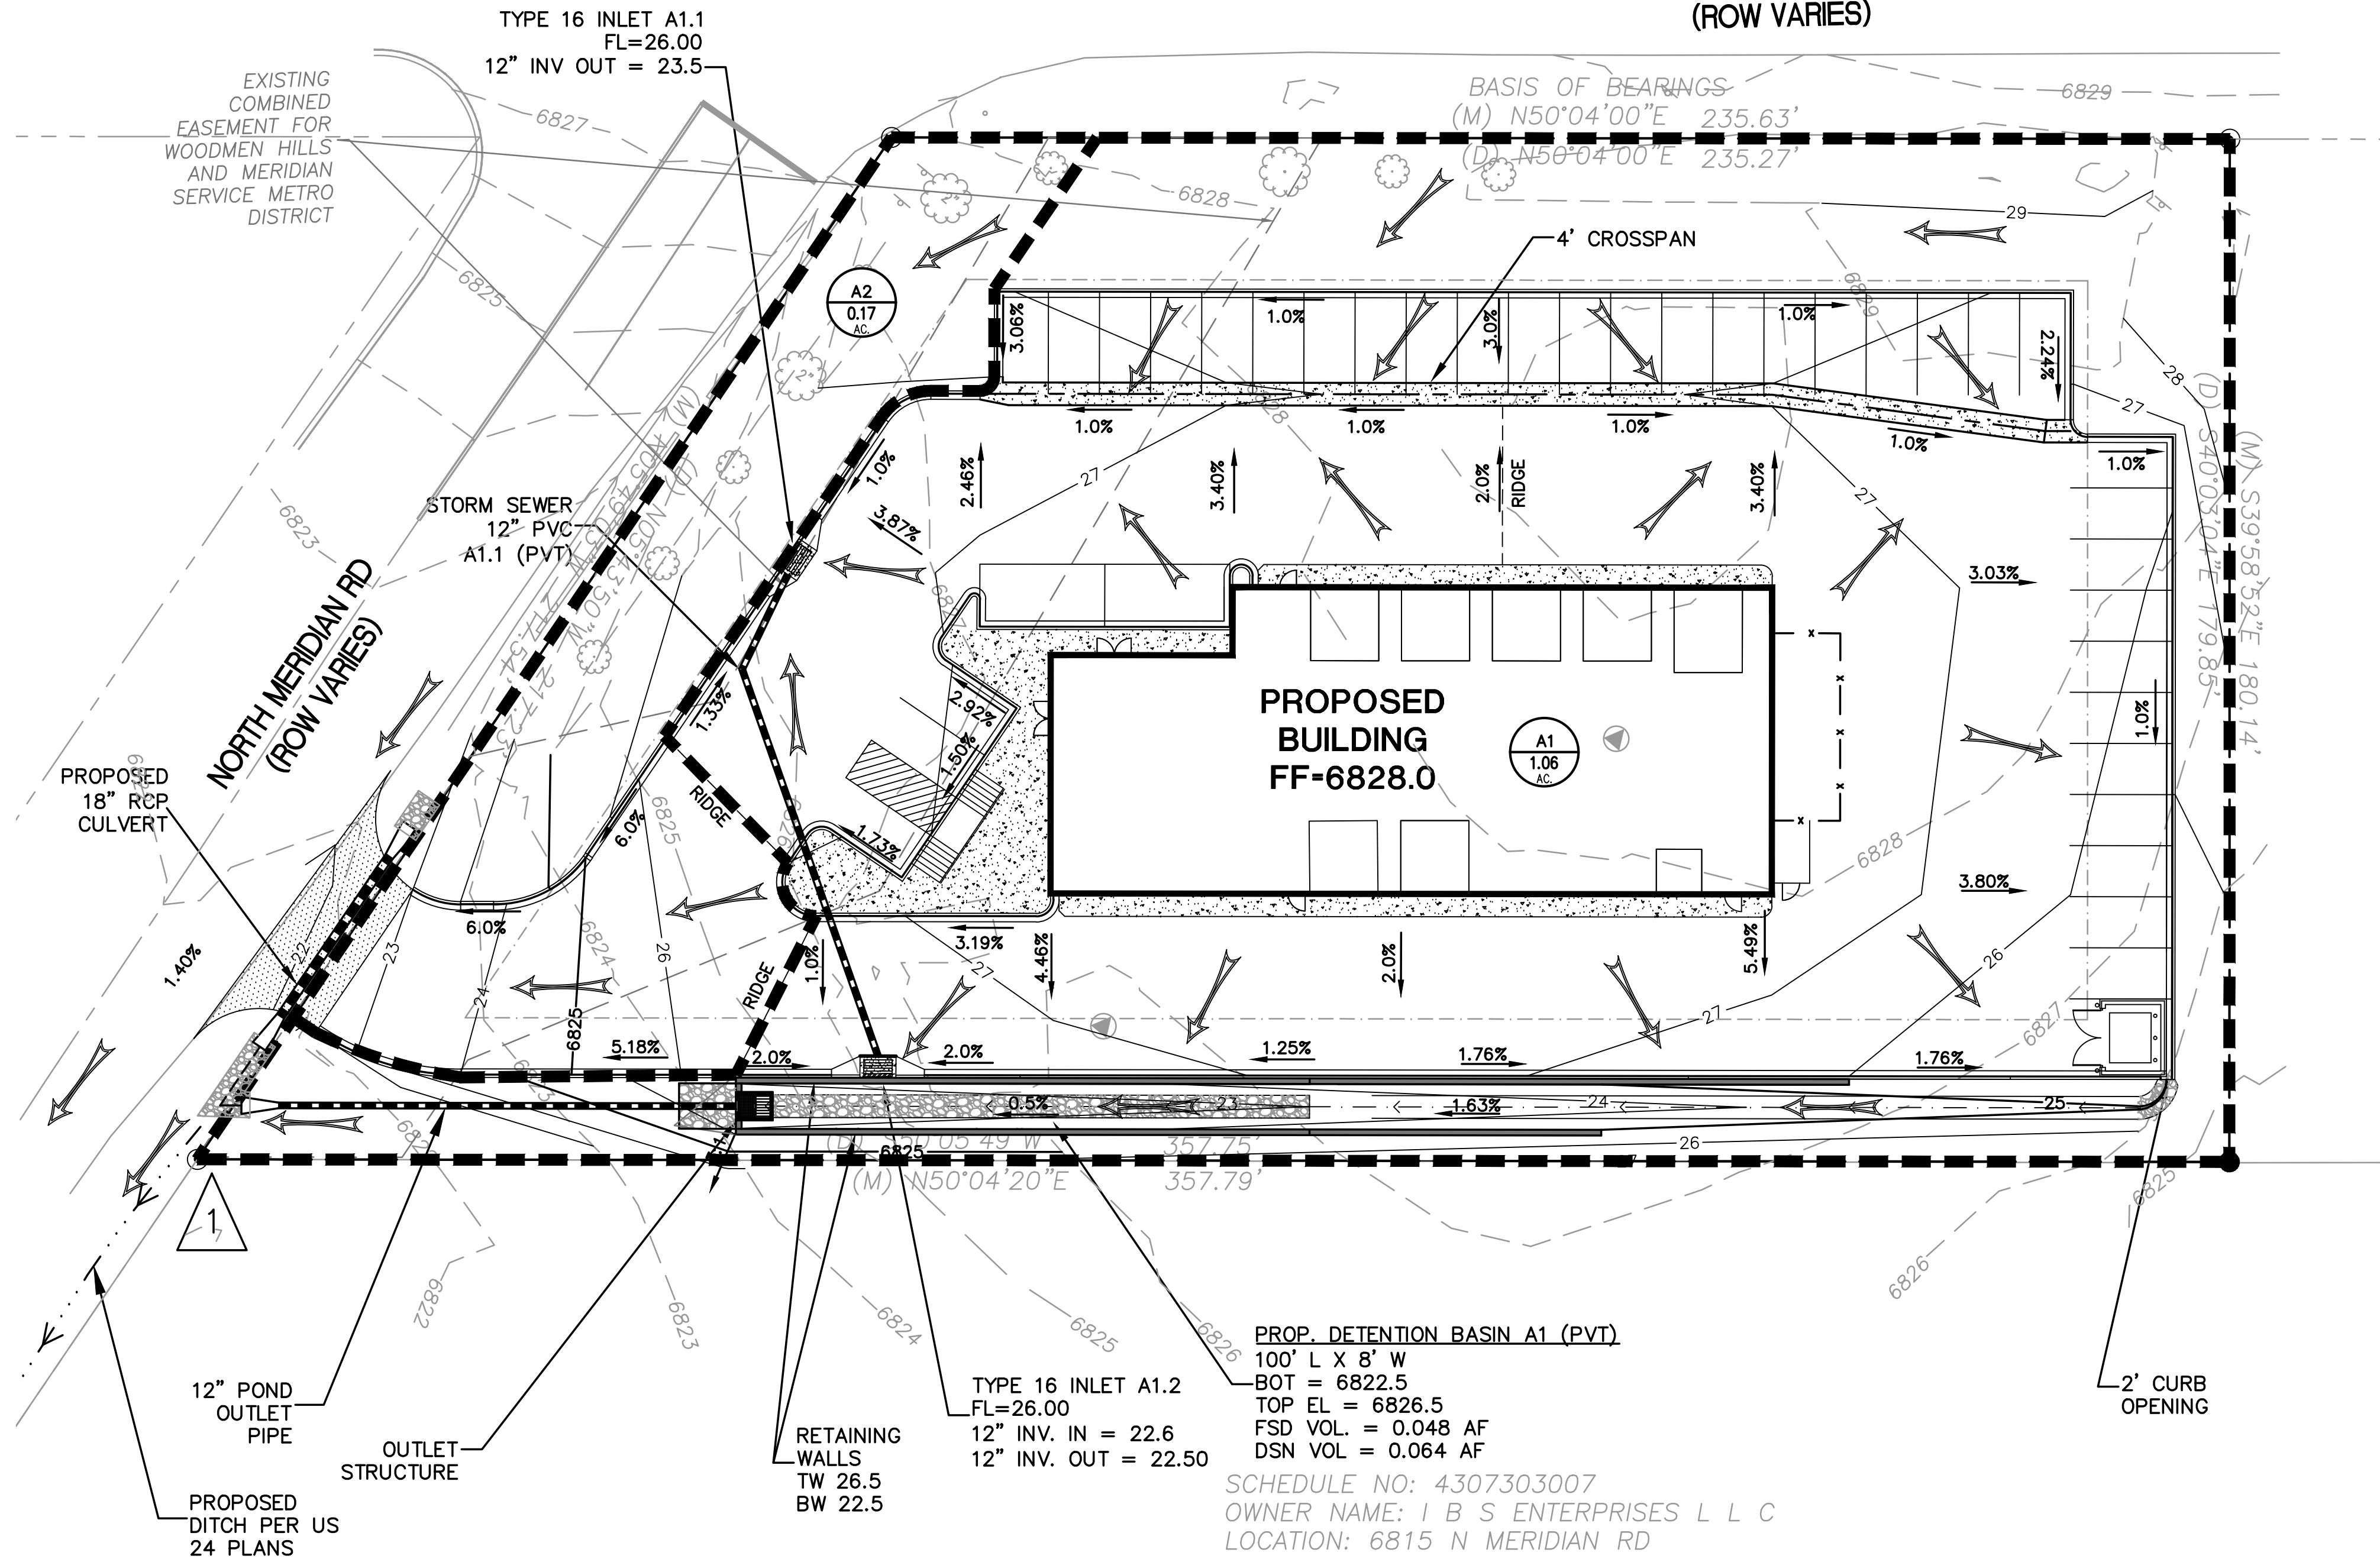 TYPE 16 INLET A1.1
FL=26.00
12” INV OUT = 23.5
(ROW VARIES)
EXISTING
COMBINED
EASEMENT FOR
WOODMEN HILLS
AND MERIDIAN
SERVICE METRO
DISTRICT
6827
BASIS OF BEARINGS
(M) N50°04'00"E 235.63'
(D) N50°04'00"E 235.27'
6829
6828
29
4' CROSSPAN
6825
A2
0.17
AC.
3.06%
1.0%
3.0%
1.0%
2.24%
6829
28
27
6828
1.0%
1.0%
1.0%
1.0%
1.0%
1.0%
2.46%
27
3.40%
2.0%
RIDGE
3.40%
27
(D) S40°03'04"E 179.85'
(M) S39°58'52"E 180.14'
6823
STORM SEWER
12” PVC
A1.1 (PVT)
3.87%
3.03%
NORTH MERIDIAN RD
(ROW VARIES)
1.33%
2.92%
1.50%
1.73%
PROPOSED
BUILDING
FF=6828.0
A1
1.06
AC.
1.0%
PROPOSED
18” RCP
CULVERT
RIDGE
6825
6.0%
6828
3.80%
6.0%
22
23
24
6824
26
1.40%
3.19%
4.46%
2.0%
5.49%
1.0%
RIDGE
27
26
27
6827
6825
5.18%
2.0%
2.0%
1.25%
1.76%
1.76%
0.5%
23
1.63%
24
25
26
6825
(D) S50°05'49"W 357.75'
(M) N50°04'20"E 357.79'
6825
1
6822
6823
6824
6825
6826
6826
PROP. DETENTION BASIN A1 (PVT)
100' L X 8' W
BOT = 6822.5
TOP EL = 6826.5
FSD VOL. = 0.048 AF
DSN VOL = 0.064 AF
TYPE 16 INLET A1.2
FL=26.00
12” INV. IN = 22.6
12” INV. OUT = 22.50
2' CURB
OPENING
12” POND
OUTLET
PIPE
OUTLET
STRUCTURE
RETAINING
WALLS
TW 26.5
BW 22.5
PROPOSED
DITCH PER US
24 PLANS
SCHEDULE NO: 4307303007
OWNER NAME: I B S ENTERPRISES L L C
LOCATION: 6815 N MERIDIAN RD